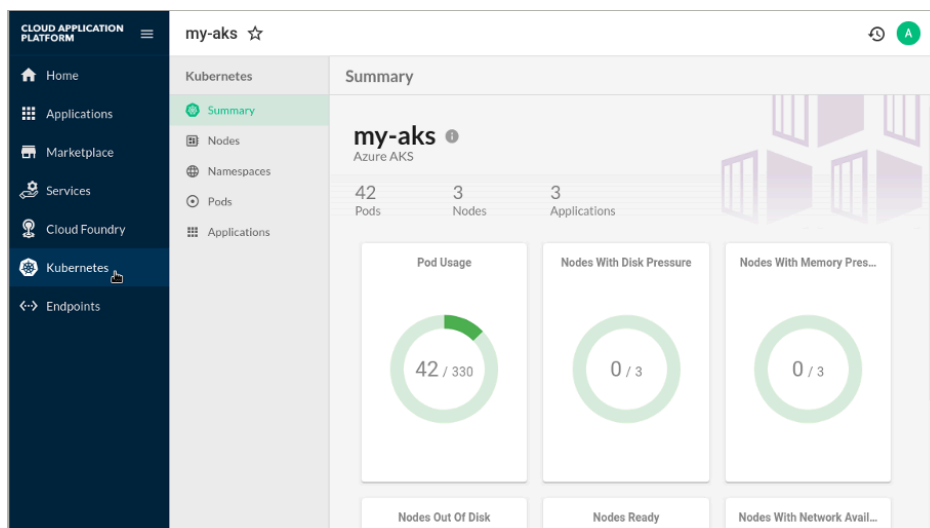 CLOUD APPLICATION
PLATFORM
my-aks
A
Home
Applications
Marketplace
Services
Cloud Foundry
Kubernetes
Endpoints
Kubernetes
Summary
Nodes
Namespaces
Pods
Applications
Summary
my-aks
Azure AKS
42 3 3
Pods Nodes Applications
Pod Usage
42 / 330
Nodes With Disk Pressure
0 / 3
Nodes With Memory Pres...
0 / 3
Nodes Out Of Disk
Nodes Ready
Nodes With Network Avail...